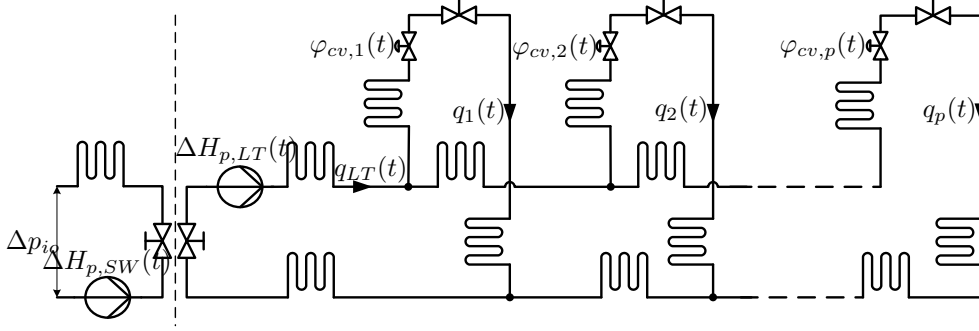 φ_{cv,1}(t)
φ_{cv,2}(t)
φ_{cv,p}(t)
q_1(t)
q_2(t)
q_p(t)
ΔH_{p,LT}(t)
q_{LT}(t)
Δp_{io}
ΔH_{p,SW}(t)